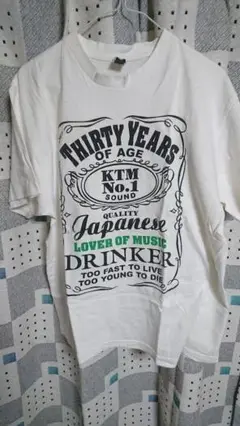 THIRTY YEARS
OF AGE
KTM
No.1
SOUND
QUALITY
Japanese
LOVER OF MUSIC
DRINKER
TOO FAST TO LIVE
TOO YOUNG TO DIE